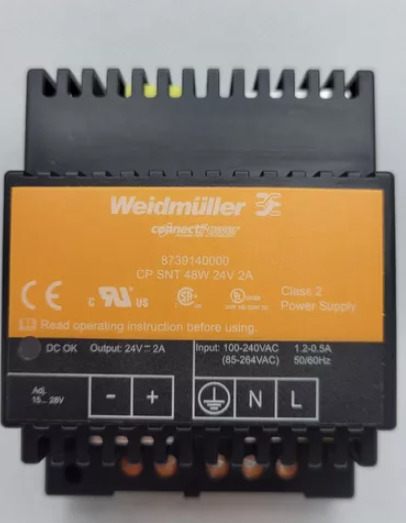 Weidmüller
connectPower
8739140000
CP SNT 48W 24V 2A
CE
c RU US
Class 2
Power Supply
Read operating instruction before using.
DC OK Output: 24V⎓2A Input: 100-240VAC 1.2-0.5A
(85-264VAC) 50/60Hz
Adj.
15... 28V
- + N L